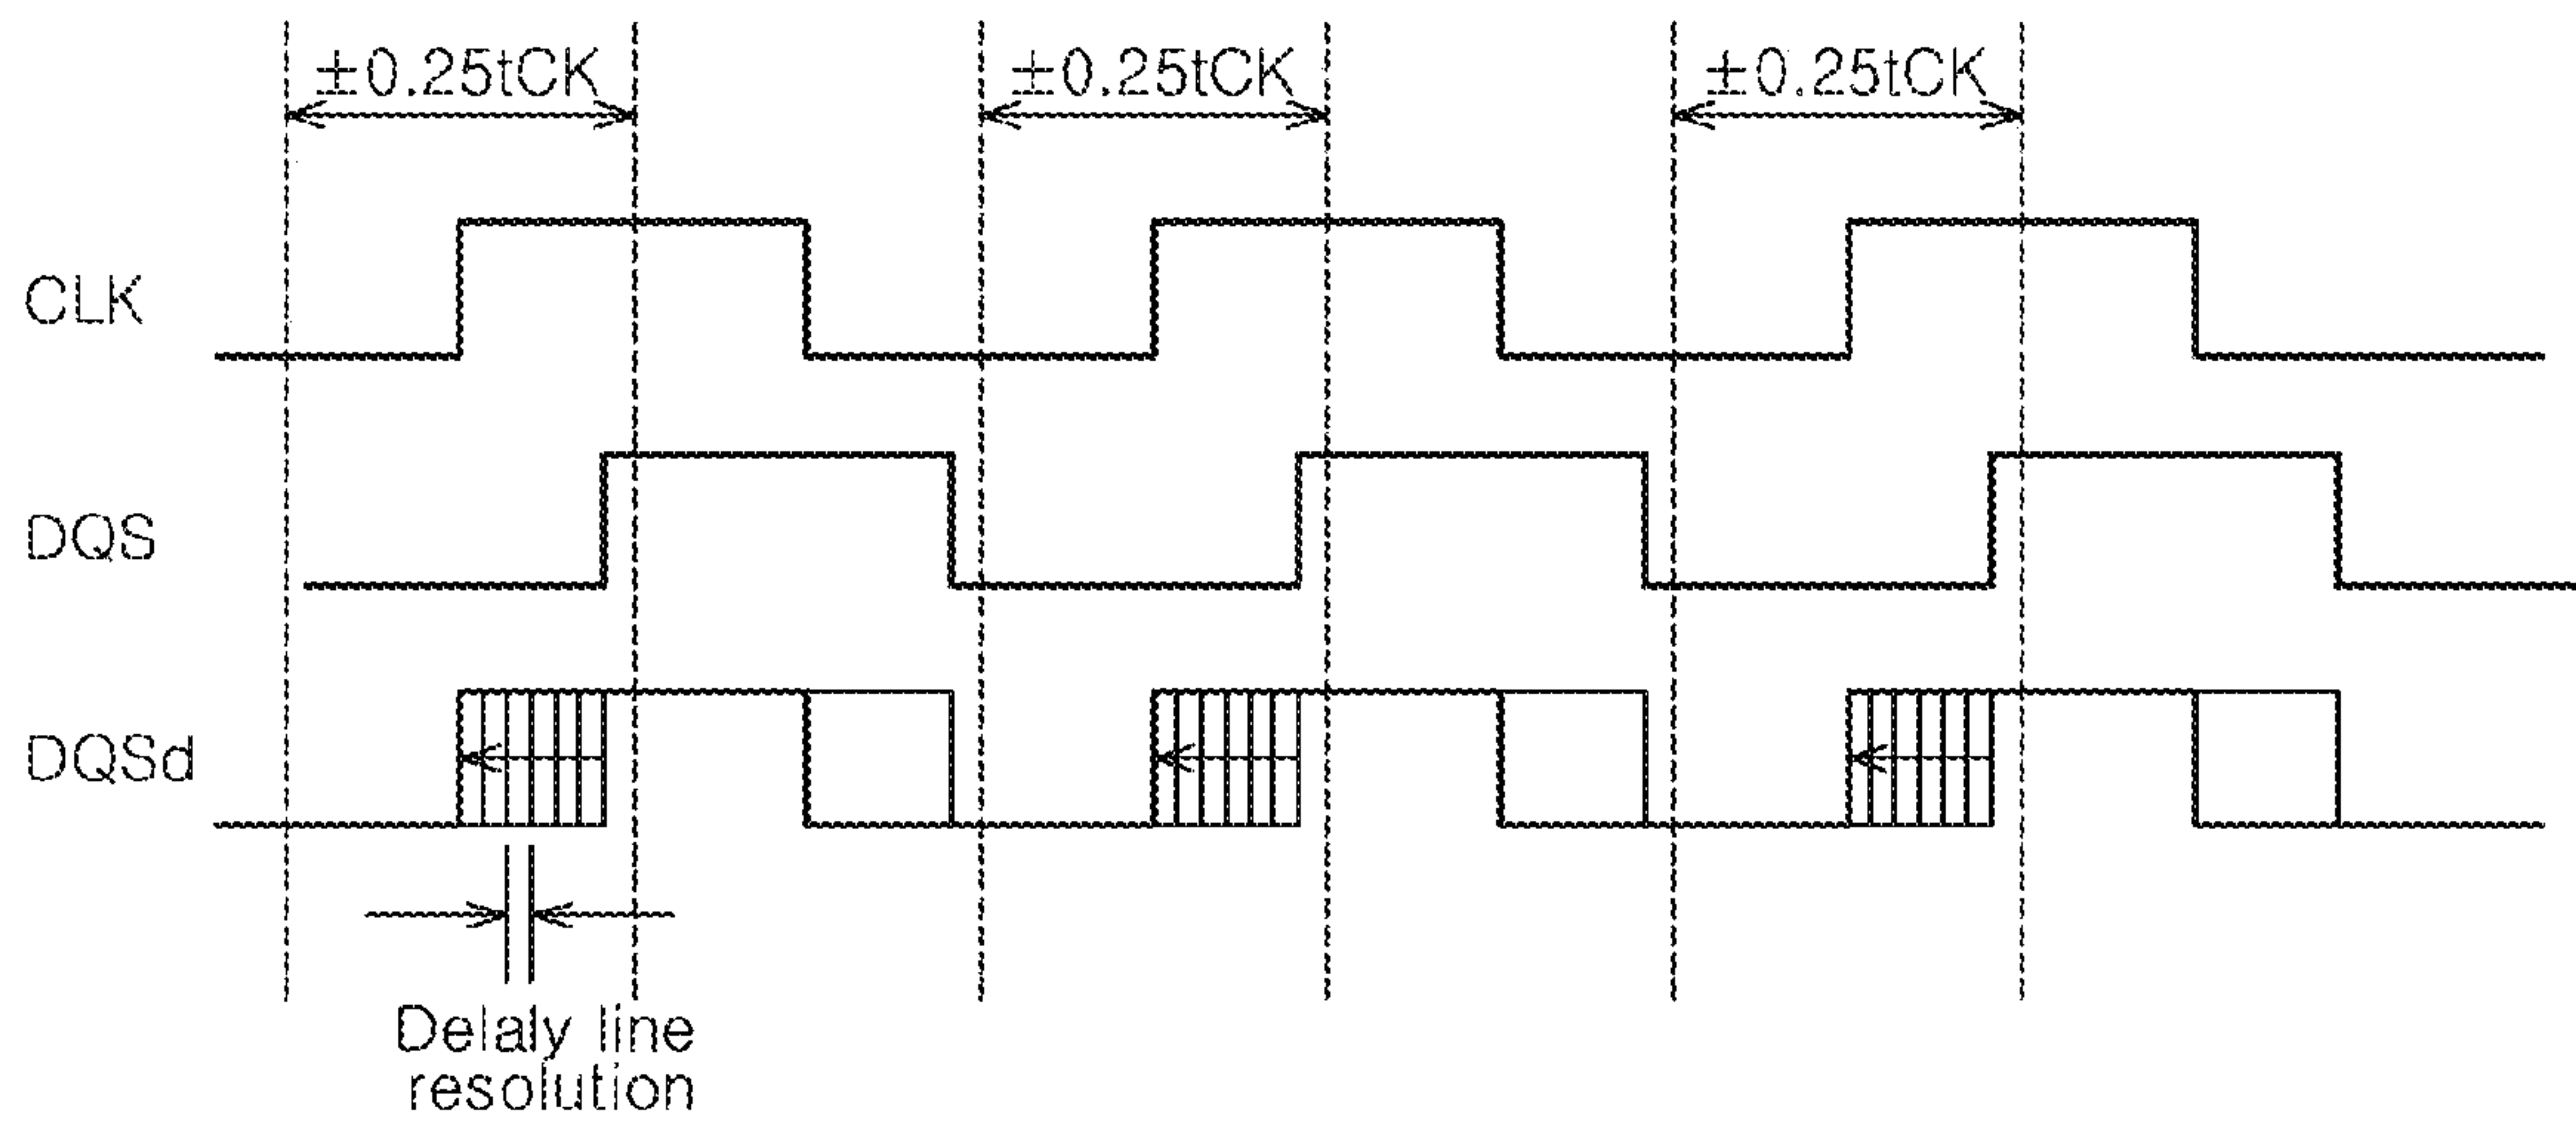 ±0.25tCK ±0.25tCK ±0.25tCK
CLK
DQS
DQSd
Delaly line
resolution